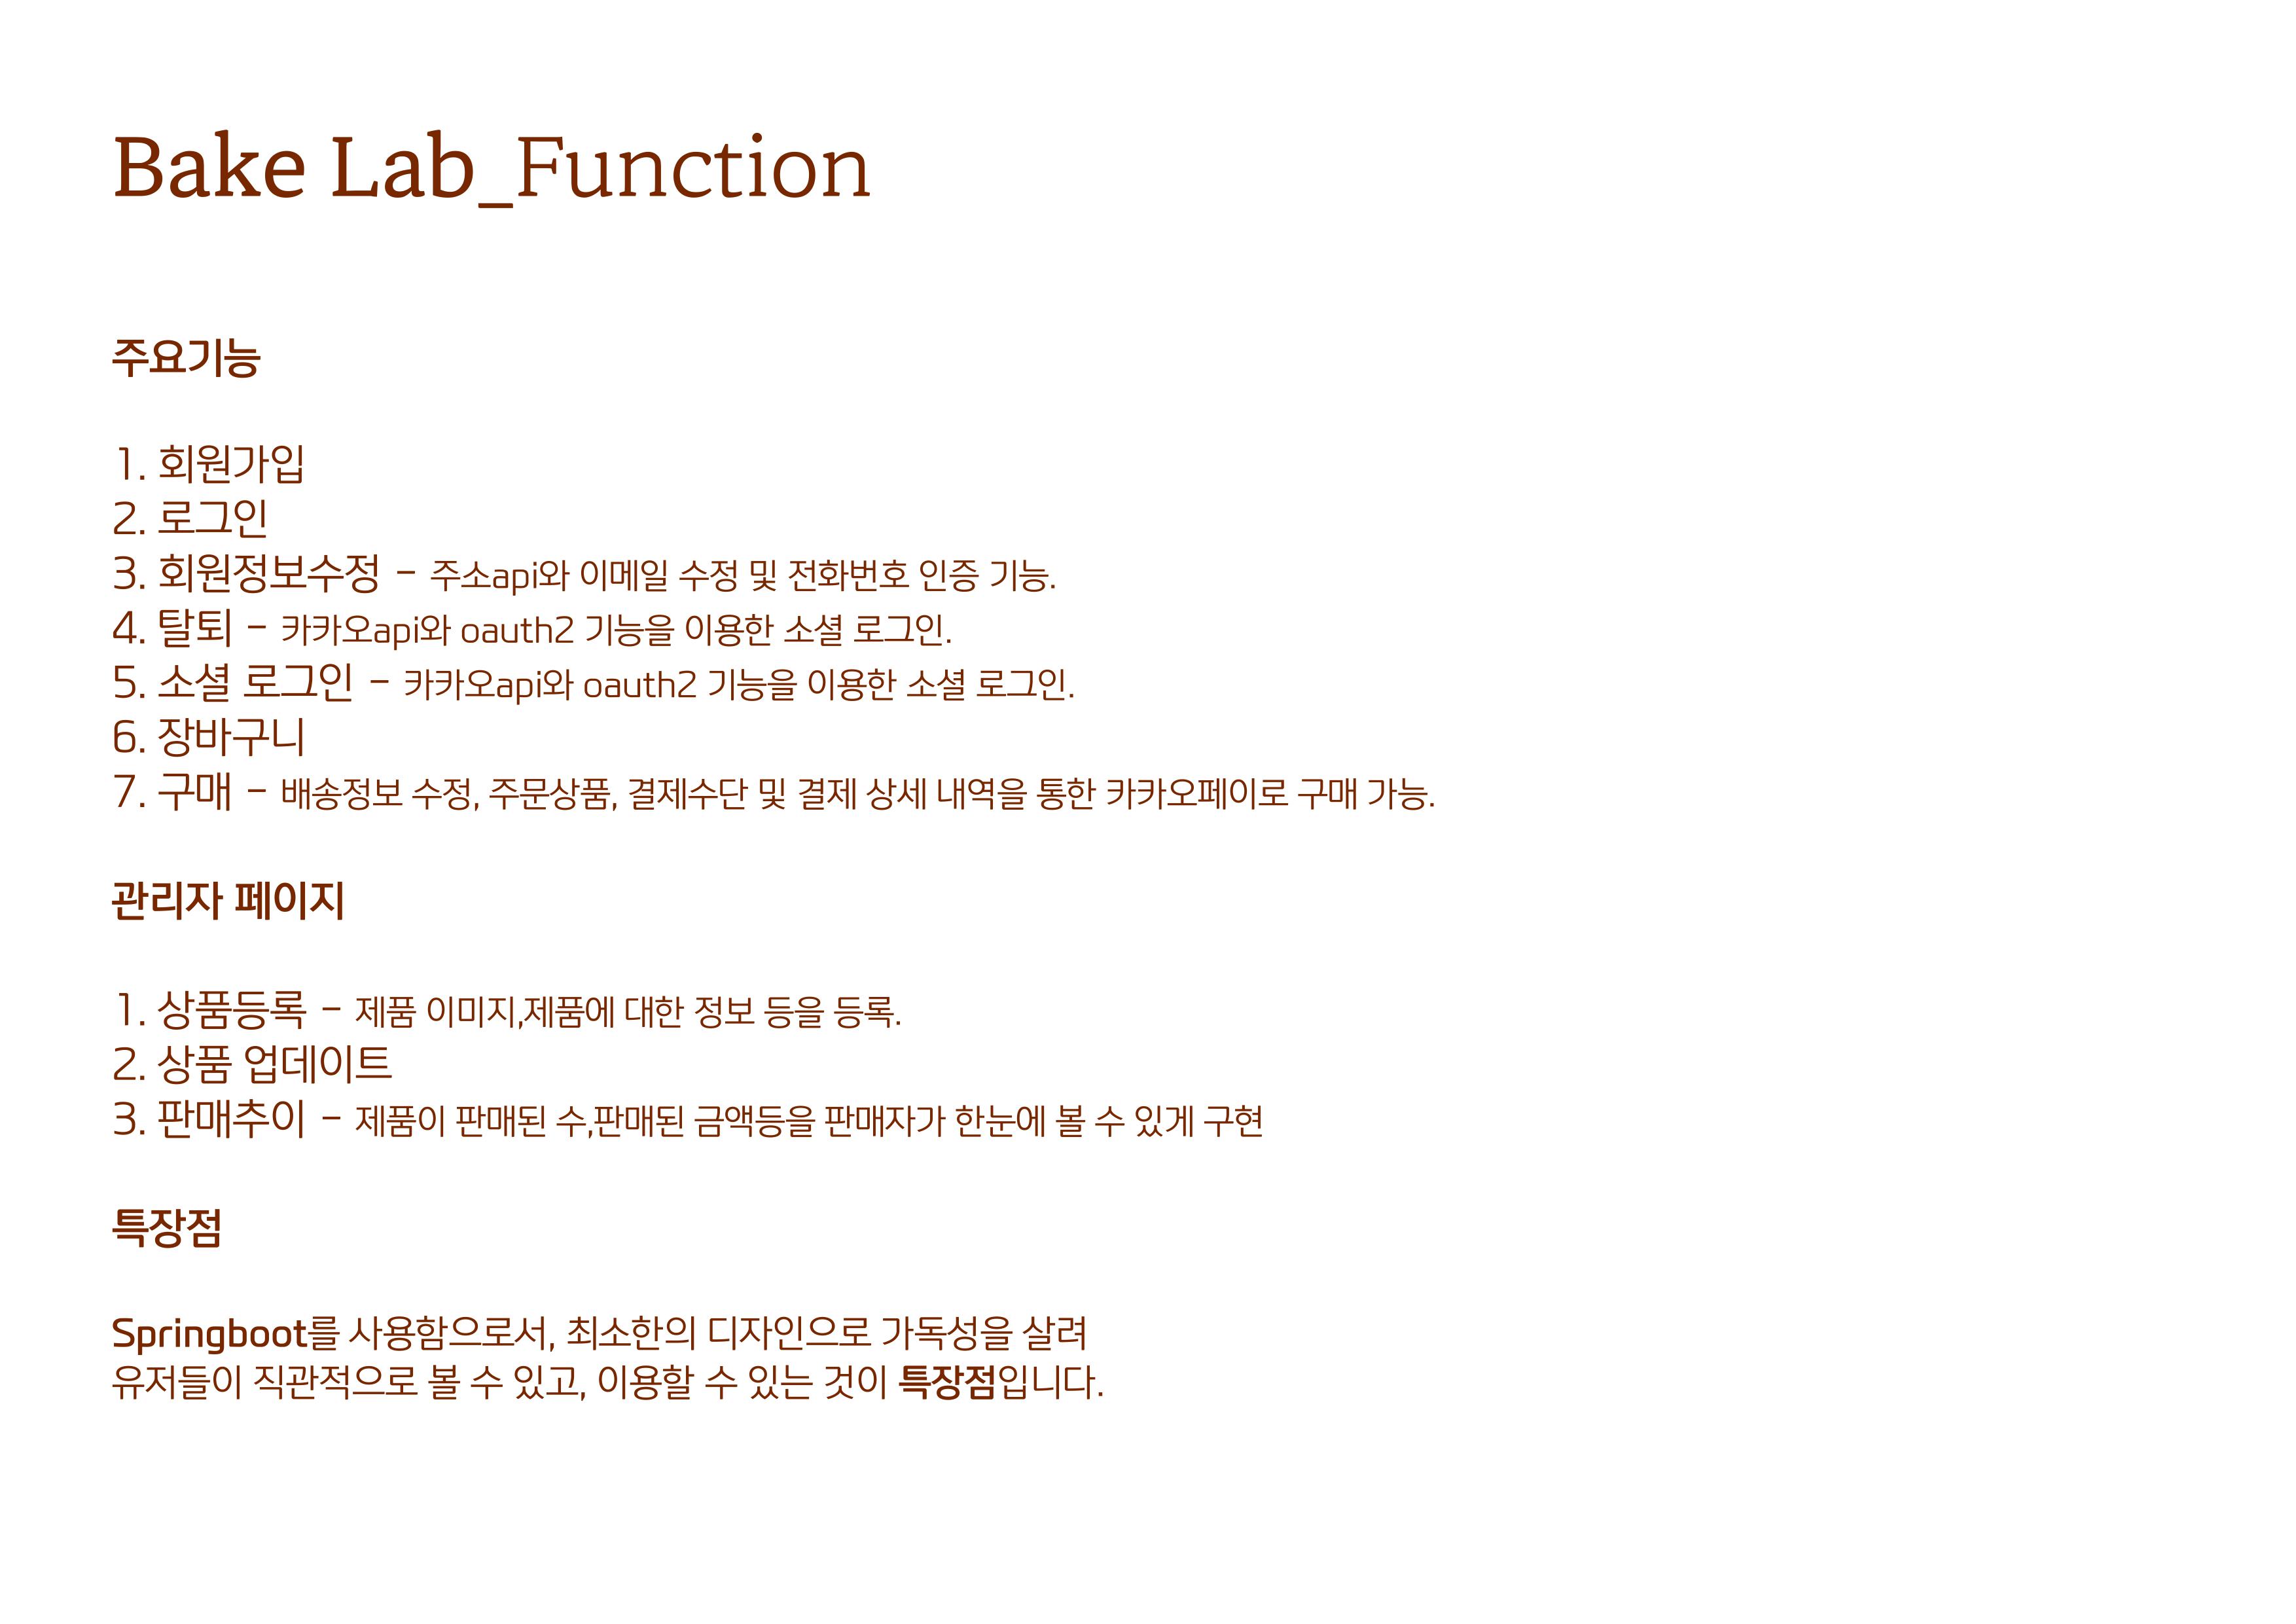 Bake Lab_Function
주요기능
1. 회원가입
2. 로그인
3. 회원정보수정 - 주소api와 이메일 수정 및 전화번호 인증 기능.
4. 탈퇴 - 카카오api와 oauth2 기능을 이용한 소셜 로그인.
5. 소셜 로그인 - 카카오api와 oauth2 기능을 이용한 소셜 로그인.
6. 장바구니
7. 구매 - 배송정보 수정, 주문상품, 결제수단 및 결제 상세 내역을 통한 카카오페이로 구매 가능.
관리자 페이지
1. 상품등록 - 제품 이미지,제품에 대한 정보 등을 등록.
2. 상품 업데이트
3. 판매추이 - 제품이 판매된 수,판매된 금액등을 판매자가 한눈에 볼 수 있게 구현
특장점
Springboot를 사용함으로서, 최소한의 디자인으로 가독성을 살려
유저들이 직관적으로 볼 수 있고, 이용할 수 있는 것이 특장점입니다.